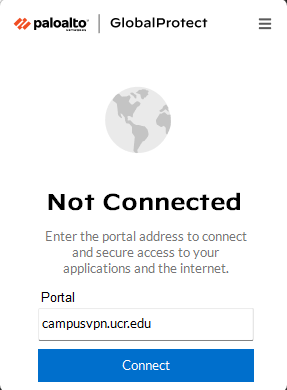 paloalto | GlobalProtect
NETWORKS
Not Connected
Enter the portal address to connect
and secure access to your
applications and the internet.
Portal
campusvpn.ucr.edu
Connect